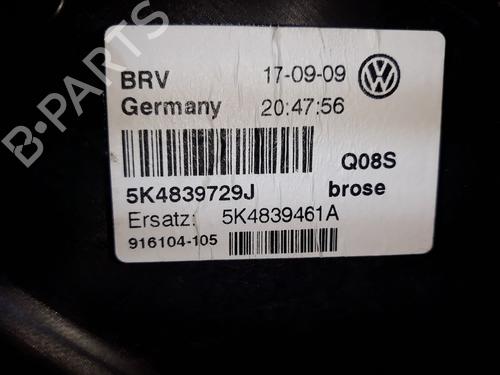 BRV 17-09-09
Germany 20:47:56
Q08S
5K4839729J brose
Ersatz: 5K4839461A
916104-105
B-PARTS